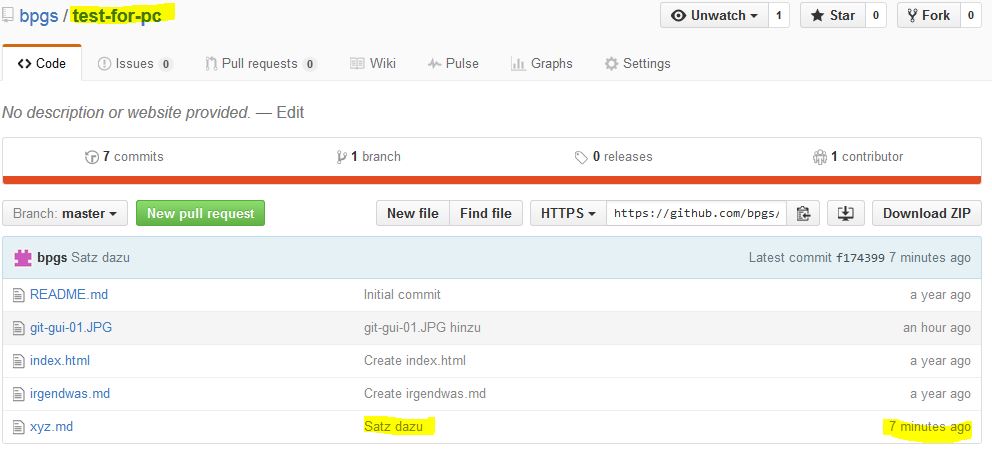 bpgs / test-for-pc Unwatch 1 Star 0 Fork 0
Code Issues 0 Pull requests 0 Wiki Pulse Graphs Settings
No description or website provided. — Edit
7 commits 1 branch 0 releases 1 contributor
Branch: master New pull request New file Find file HTTPS https://github.com/bpgs/ Download ZIP
bpgs Satz dazu Latest commit f174399 7 minutes ago
README.md Initial commit a year ago
git-gui-01.JPG git-gui-01.JPG hinzu an hour ago
index.html Create index.html a year ago
irgendwas.md Create irgendwas.md a year ago
xyz.md Satz dazu 7 minutes ago